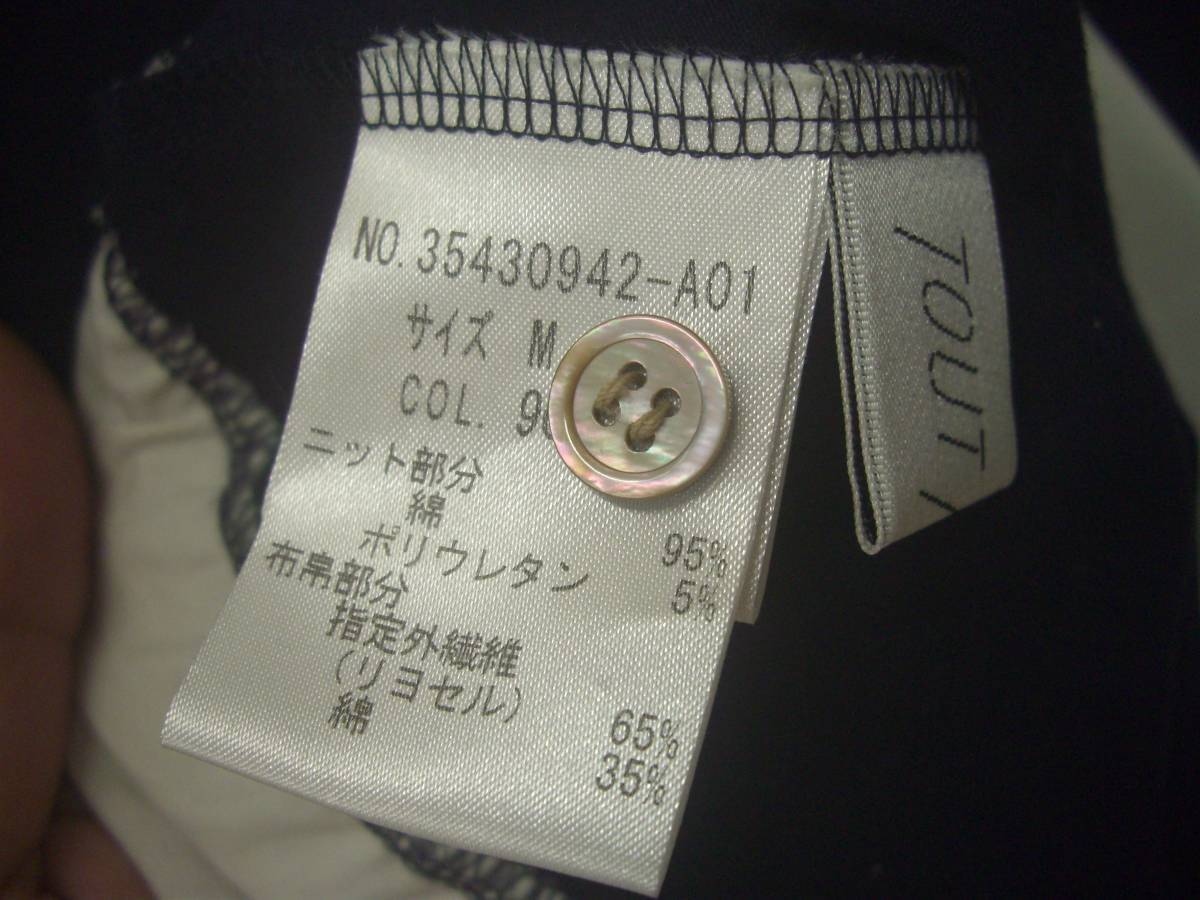 NO.35430942-A01
サイズ M
COL.
ニット部分
綿 95%
ポリウレタン 5%
布帛部分
指定外繊維
(リヨセル) 65%
綿 35%
TOUT